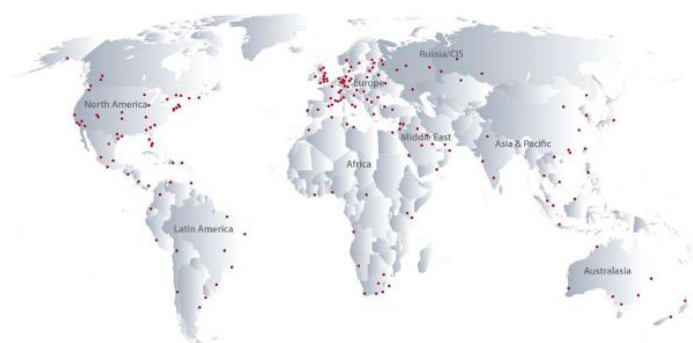 Russia/CIS
Europe
North America
Middle East
Asia & Pacific
Africa
Latin America
Australasia